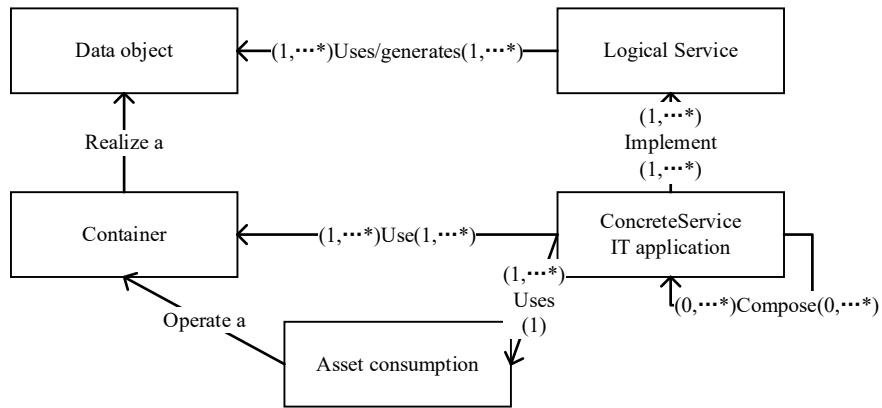 Data object
(1,···*)Uses/generates(1,···*)
Logical Service
Realize a
(1,···*)
Implement
(1,···*)
Container
(1,···*)Use(1,···*)
ConcreteService
IT application
(1,···*)
Uses
(1)
(0,···*)Compose(0,···*)
Operate a
Asset consumption